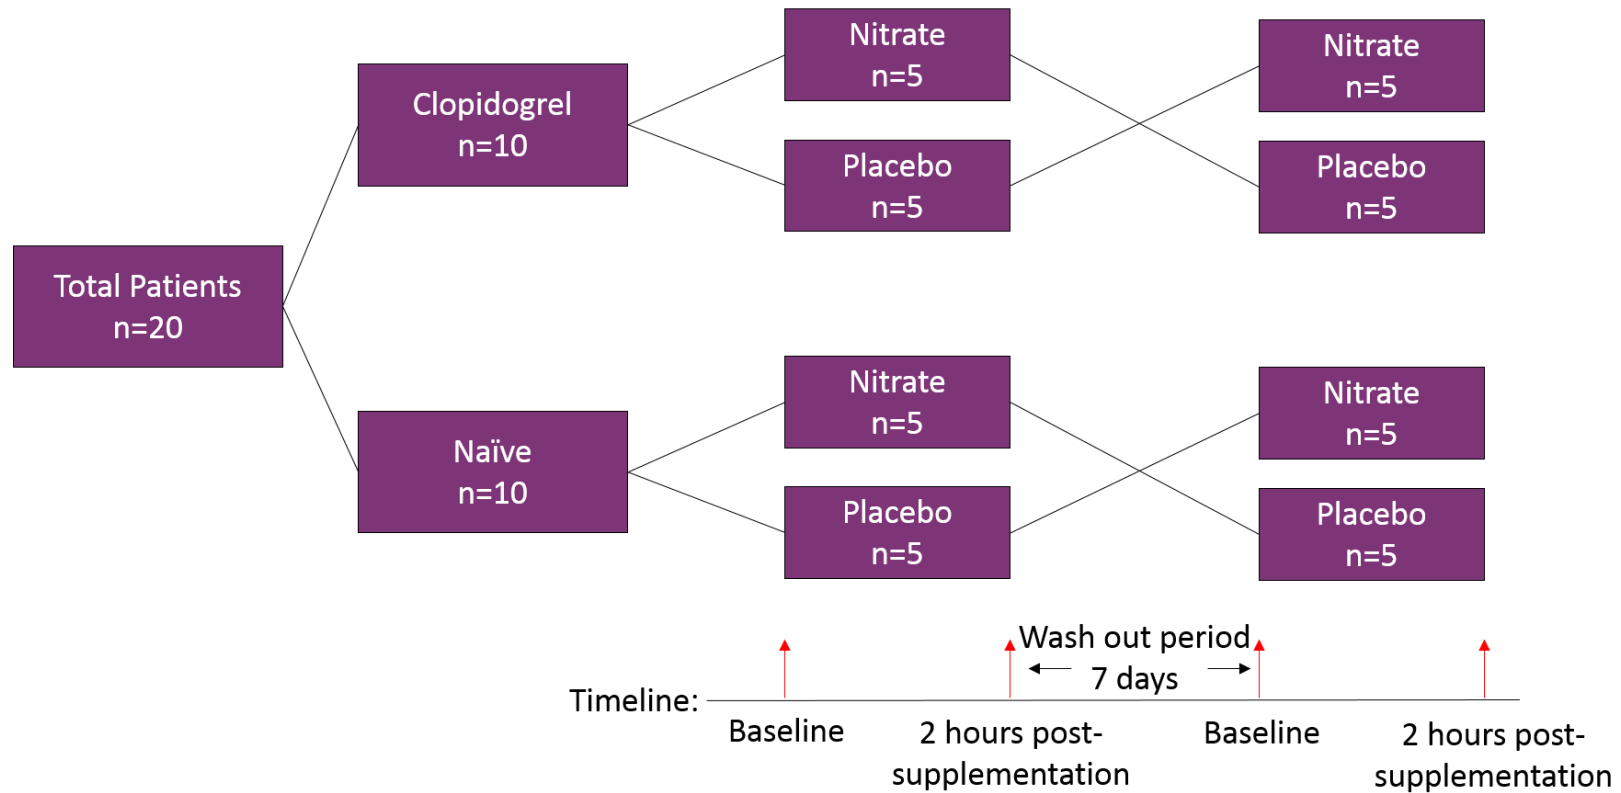 Total Patients
n=20
Clopidogrel
n=10
Naïve
n=10
Nitrate
n=5
Placebo
n=5
Nitrate
n=5
Placebo
n=5
Nitrate
n=5
Placebo
n=5
Nitrate
n=5
Placebo
n=5
Wash out period
7 days
Timeline:
Baseline
2 hours post-
supplementation
Baseline
2 hours post-
supplementation